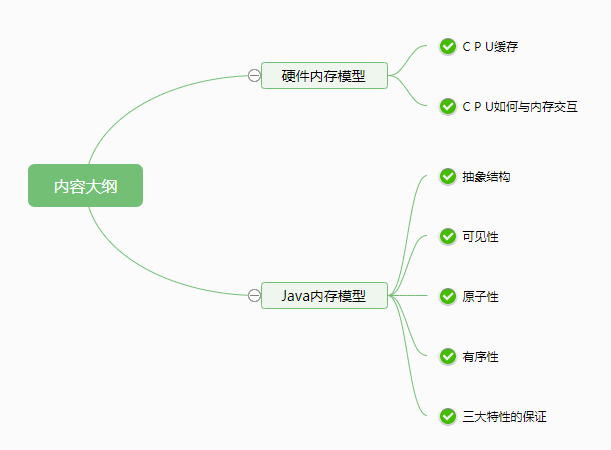 内容大纲
硬件内存模型
C P U缓存
C P U如何与内存交互
Java内存模型
抽象结构
可见性
原子性
有序性
三大特性的保证